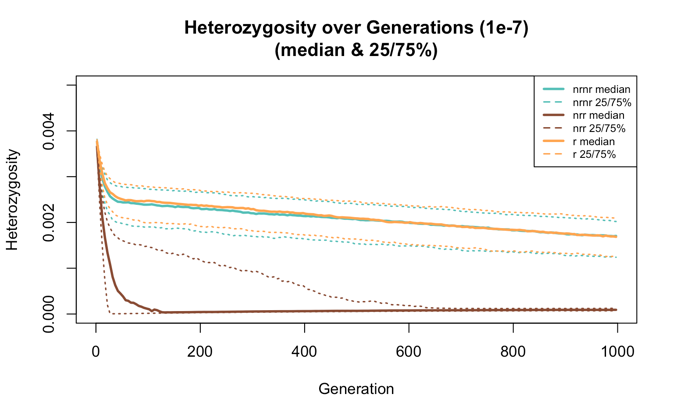 Heterozygosity over Generations (1e-7)
(median & 25/75%)
nrnr median
nrnr 25/75%
nrr median
nrr 25/75%
r median
r 25/75%
Heterozygosity
0.004
0.002
0.000
0 200 400 600 800 1000
Generation